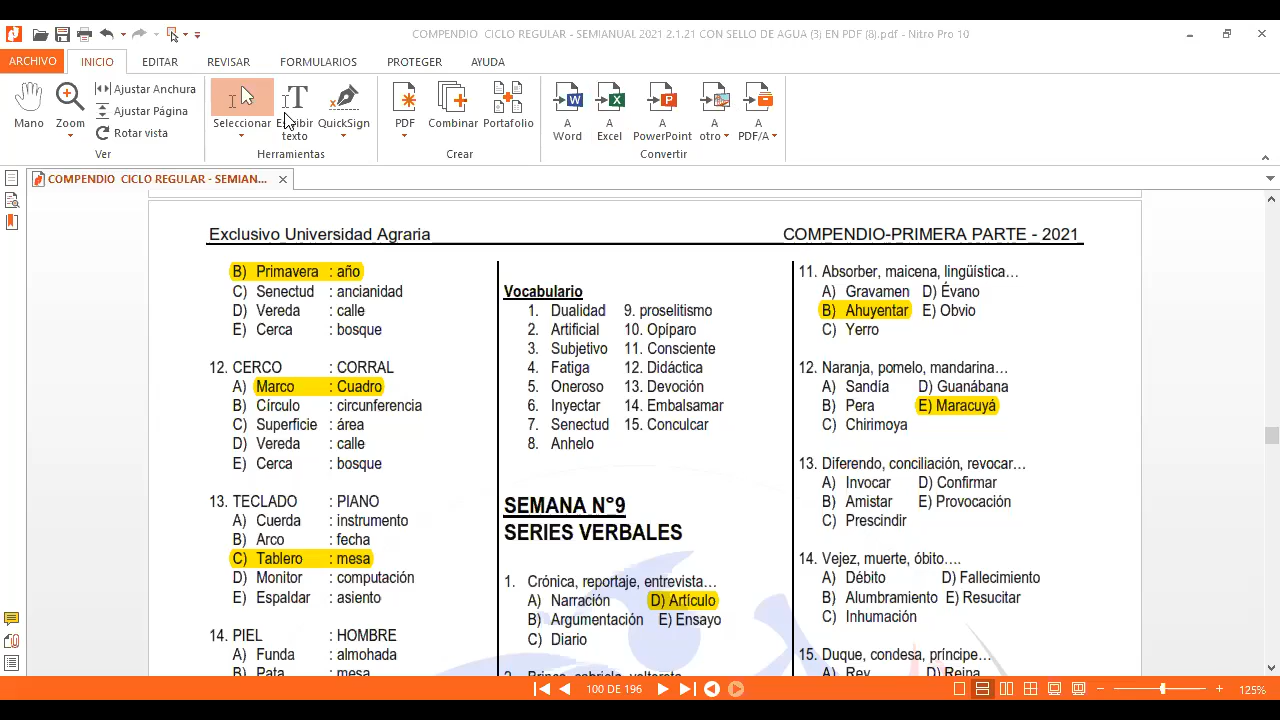 COMPENDIO CICLO REGULAR - SEMIANUAL 2021 2.1.21 CON SELLO DE AGUA (3) EN PDF (8).pdf - Nitro Pro 10
ARCHIVO INICIO EDITAR REVISAR FORMULARIOS PROTEGER AYUDA
Mano
Zoom
Ajustar Anchura
Ajustar Página
Rotar vista
Ver
Seleccionar
Escribir texto
QuickSign
Herramientas
PDF
Combinar
Portafolio
Crear
A Word
A Excel
A PowerPoint
A otro
A PDF/A
Convertir
COMPENDIO CICLO REGULAR - SEMIAN...
Exclusivo Universidad Agraria
COMPENDIO-PRIMERA PARTE - 2021
B) Primavera : año
C) Senectud : ancianidad
D) Vereda : calle
E) Cerca : bosque
12. CERCO : CORRAL
A) Marco : Cuadro
B) Círculo : circunferencia
C) Superficie : área
D) Vereda : calle
E) Cerca : bosque
13. TECLADO : PIANO
A) Cuerda : instrumento
B) Arco : fecha
C) Tablero : mesa
D) Monitor : computación
E) Espaldar : asiento
14. PIEL : HOMBRE
A) Funda : almohada
B) Pata : mesa
Vocabulario
1. Dualidad 9. proselitismo
2. Artificial 10. Opíparo
3. Subjetivo 11. Consciente
4. Fatiga 12. Didáctica
5. Oneroso 13. Devoción
6. Inyectar 14. Embalsamar
7. Senectud 15. Conculcar
8. Anhelo
SEMANA N°9
SERIES VERBALES
1. Crónica, reportaje, entrevista...
A) Narración D) Artículo
B) Argumentación E) Ensayo
C) Diario
11. Absorber, maicena, lingüística...
A) Gravamen D) Évano
B) Ahuyentar E) Obvio
C) Yerro
12. Naranja, pomelo, mandarina...
A) Sandía D) Guanábana
B) Pera E) Maracuyá
C) Chirimoya
13. Diferendo, conciliación, revocar...
A) Invocar D) Confirmar
B) Amistar E) Provocación
C) Prescindir
14. Vejez, muerte, óbito....
A) Débito D) Fallecimiento
B) Alumbramiento E) Resucitar
C) Inhumación
15. Duque, condesa, príncipe...
A) Rey D) Reina
100 DE 196
125%